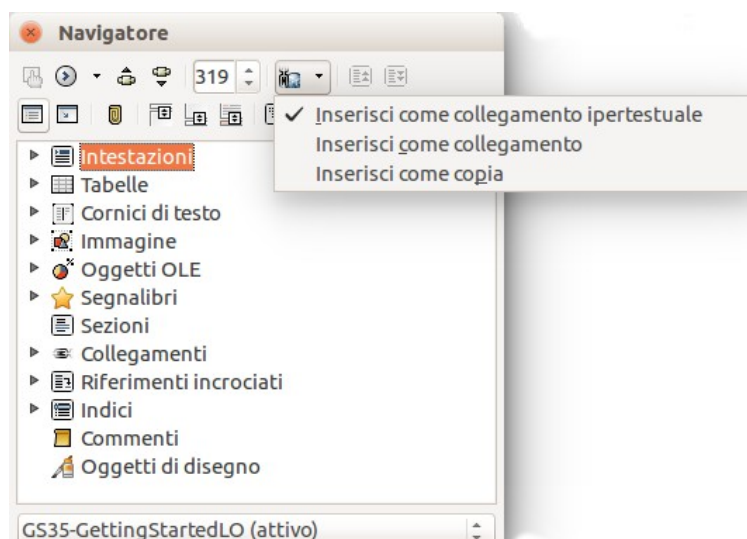 Navigatore
319
Inserisci come collegamento ipertestuale
Inserisci come collegamento
Inserisci come copia
Intestazioni
Tabelle
Cornici di testo
Immagine
Oggetti OLE
Segnalibri
Sezioni
Collegamenti
Riferimenti incrociati
Indici
Commenti
Oggetti di disegno
GS35-GettingStartedLO (attivo)